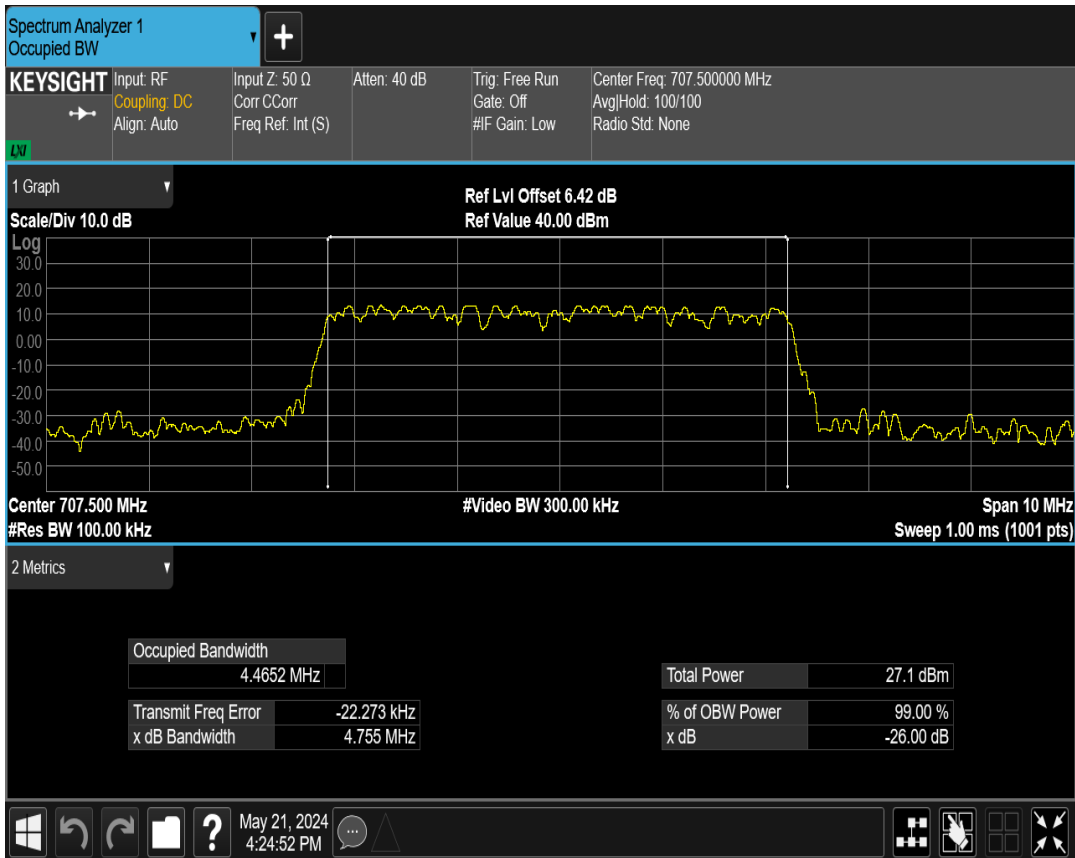 Spectrum Analyzer 1
Occupied BW
+
KEYSIGHT
LXI
Input: RF
Coupling: DC
Align: Auto
Input Z: 50 Ω
Corr CCorr
Freq Ref: Int (S)
Atten: 40 dB
Trig: Free Run
Gate: Off
#IF Gain: Low
Center Freq: 707.500000 MHz
Avg|Hold: 100/100
Radio Std: None
1 Graph
Scale/Div 10.0 dB
Ref Lvl Offset 6.42 dB
Ref Value 40.00 dBm
Log
30.0
20.0
10.0
0.00
-10.0
-20.0
-30.0
-40.0
-50.0
Center 707.500 MHz
#Video BW 300.00 kHz
Span 10 MHz
#Res BW 100.00 kHz
Sweep 1.00 ms (1001 pts)
2 Metrics
Occupied Bandwidth
4.4652 MHz
Total Power 27.1 dBm
Transmit Freq Error -22.273 kHz
% of OBW Power 99.00 %
x dB Bandwidth 4.755 MHz
x dB -26.00 dB
?
May 21, 2024
4:24:52 PM